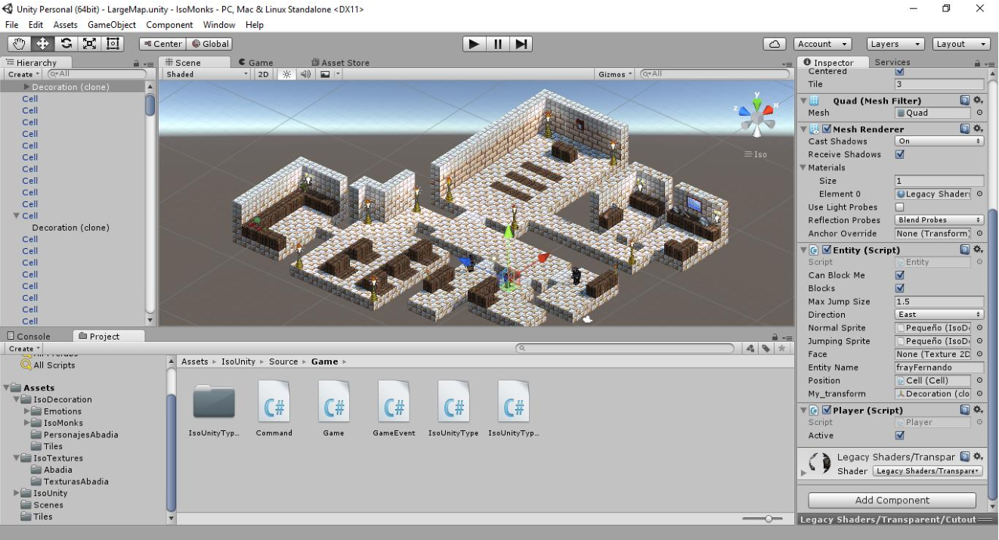 Unity Personal (64bit) - LargeMap.unity - IsoMonks - PC, Mac & Linux Standalone <DX11>
File Edit Assets GameObject Component Window Help
Center Global Account Layers Layout
Hierarchy
Create All
Decoration (clone)
Cell
Cell
Cell
Cell
Cell
Cell
Cell
Cell
Cell
Cell
Cell
Decoration (clone)
Cell
Cell
Cell
Cell
Cell
Cell
Cell
Cell
Scene Game Asset Store
Shaded 2D Gizmos All
y
z x
Iso
Inspector Services
Centered
Tile 3
Quad (Mesh Filter)
Mesh Quad
Mesh Renderer
Cast Shadows On
Receive Shadows
Materials
Size 1
Element 0 Legacy Shader
Use Light Probes
Reflection Probes Blend Probes
Anchor Override None (Transform)
Entity (Script)
Script Entity
Can Block Me
Blocks
Max Jump Size 1.5
Direction East
Normal Sprite Pequeño (IsoD
Jumping Sprite Pequeño (IsoD
Face None (Texture 2D
Entity Name frayFernando
Position Cell (Cell)
My_transform Decoration (clo
Player (Script)
Script Player
Active
Legacy Shaders/Transpar
Shader Legacy Shaders/Transpare
Add Component
Legacy Shaders/Transparent/Cutout
Console Project
Create
All Prefabs
All Scripts
Assets
IsoDecoration
Emotions
IsoMonks
PersonajesAbadia
Tiles
IsoTextures
Abadia
TexturasAbadia
IsoUnity
Scenes
Tiles
Assets IsoUnity Source Game
C# C# C# C# C#
IsoUnityTyp... Command Game GameEvent IsoUnityType IsoUnityTyp...